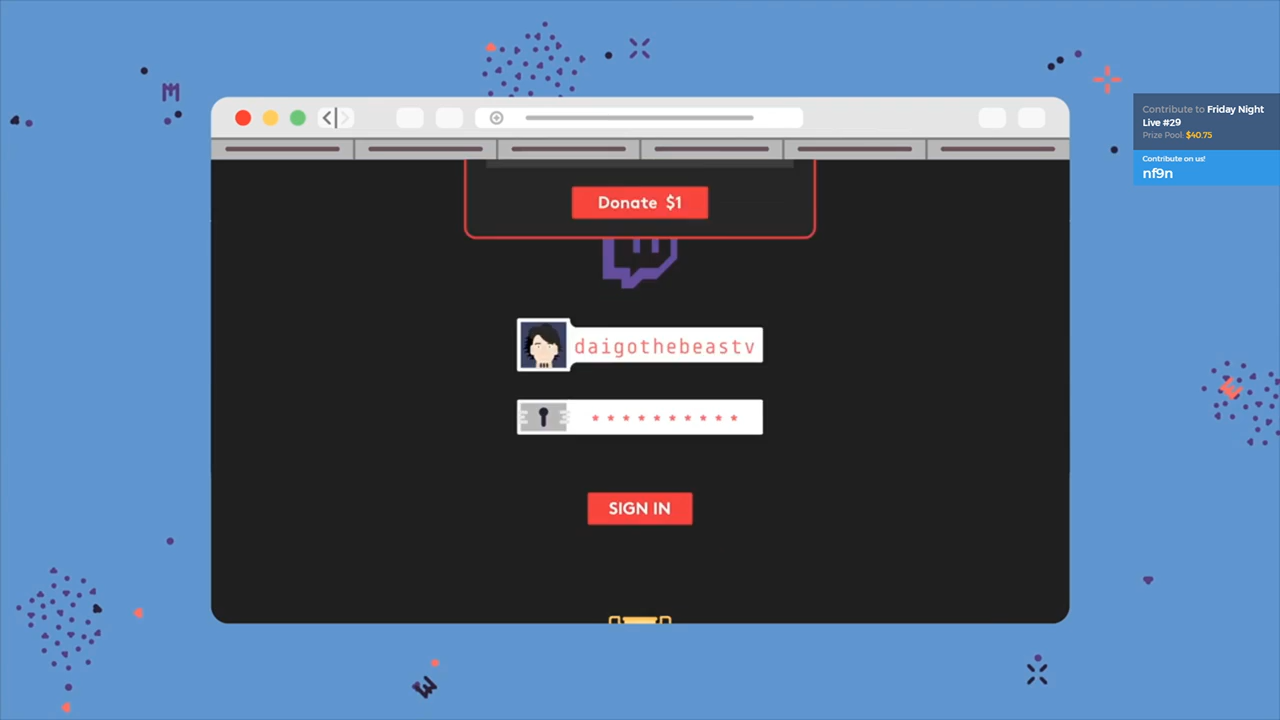 Contribute to Friday Night
Live #29
Prize Pool: $40.75
Contribute on us!
nf9n
Donate $1
daigothebeastv
**********
SIGN IN